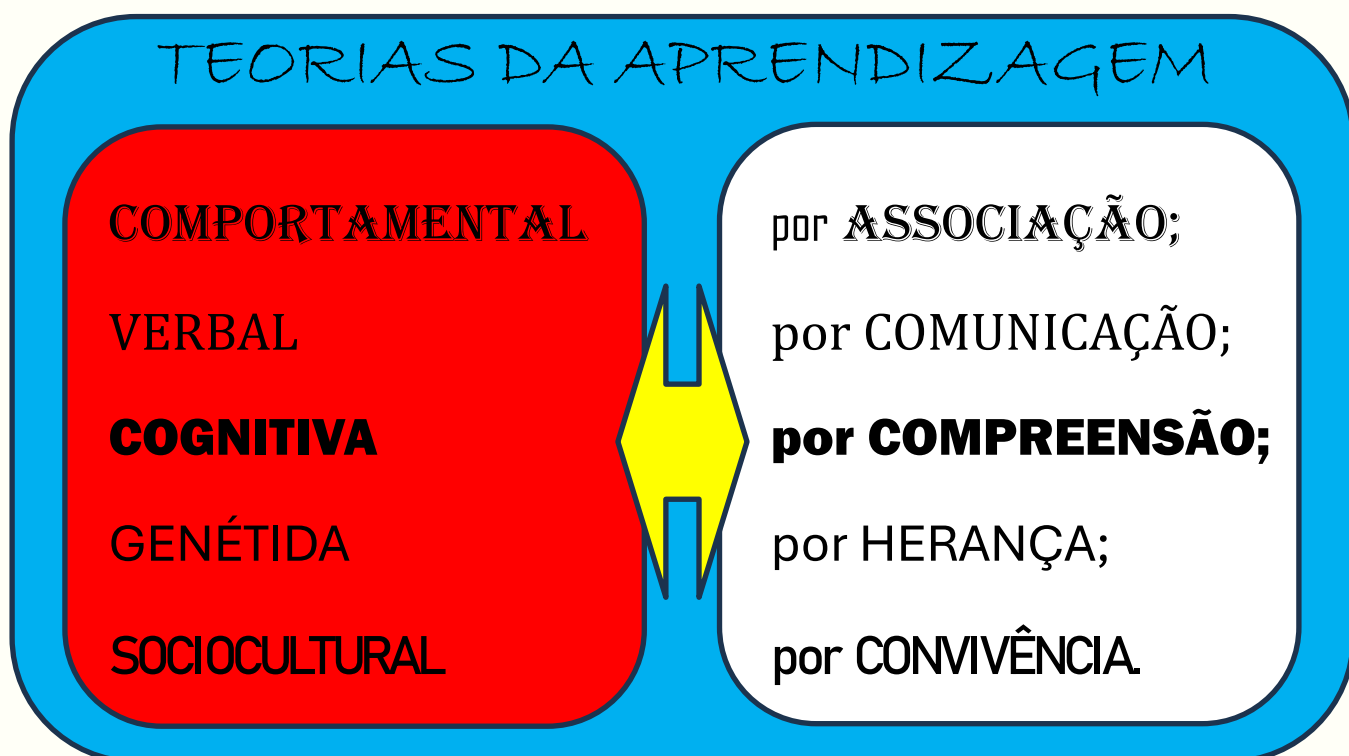 TEORIAS DA APRENDIZAGEM
COMPORTAMENTAL
VERBAL
COGNITIVA
GENÉTIDA
SOCIOCULTURAL
por ASSOCIAÇÃO;
por COMUNICAÇÃO;
por COMPREENSÃO;
por HERANÇA;
por CONVIVÊNCIA.